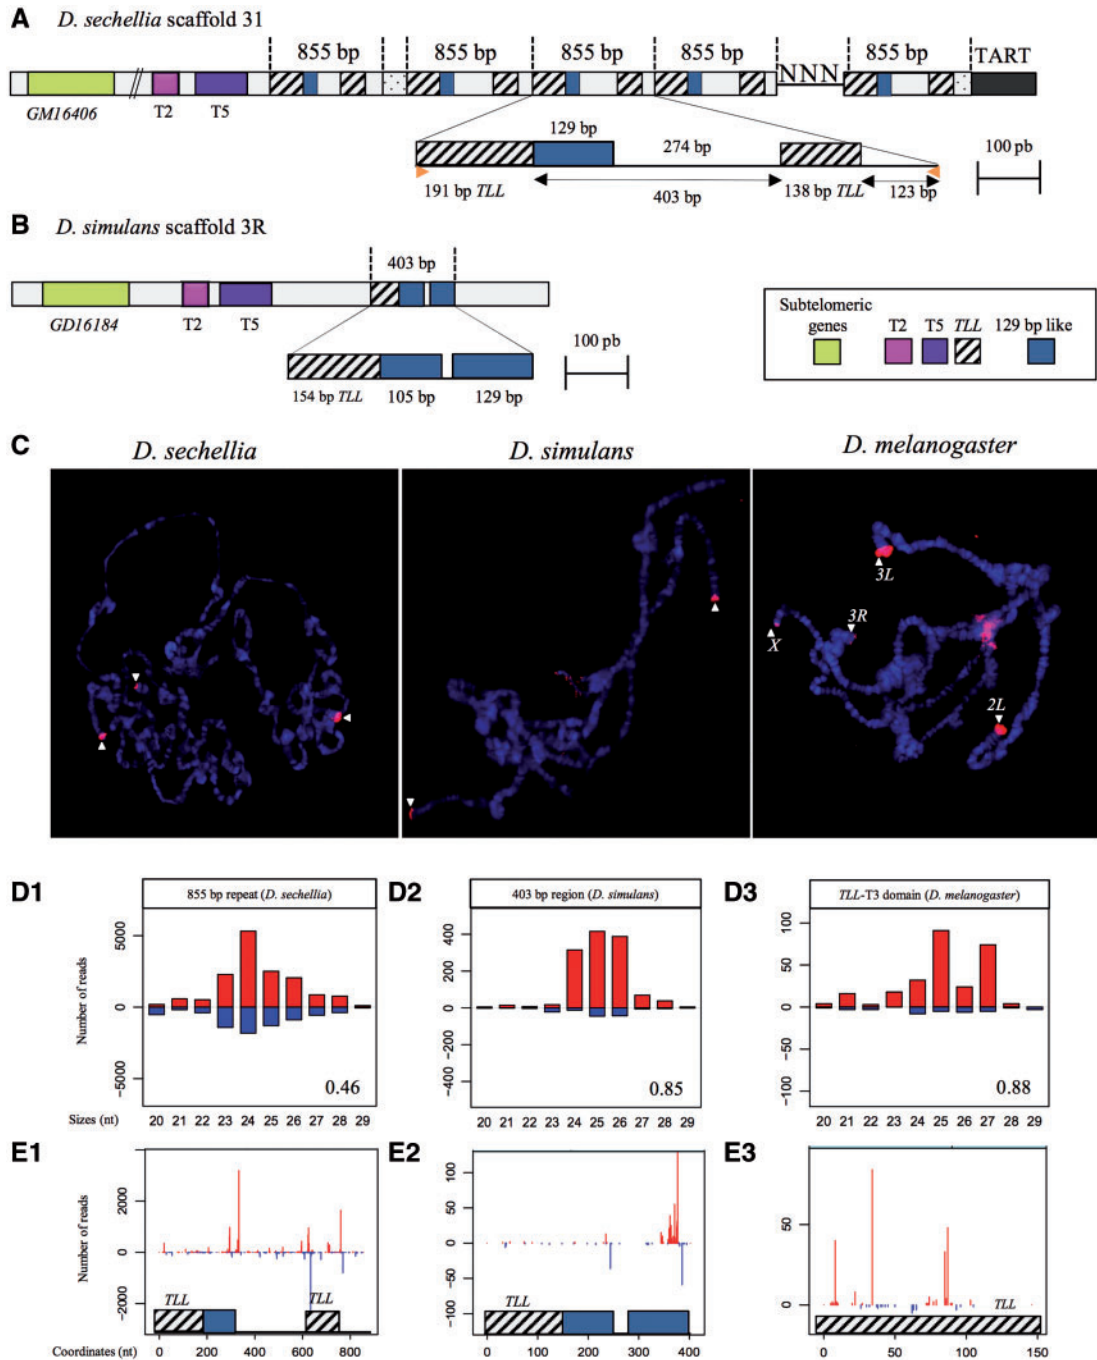 A D. sechellia scaffold 31
855 bp 855 bp 855 bp 855 bp 855 bp
NNN TART
GM16406 T2 T5
129 bp
274 bp
191 bp TLL 403 bp 138 bp TLL 123 bp
100 pb
B D. simulans scaffold 3R
403 bp
GD16184 T2 T5
100 pb
154 bp TLL 105 bp 129 bp
Subtelomeric genes T2 T5 TLL 129 bp like
C D. sechellia D. simulans D. melanogaster
3L
3R
X
2L
D1 D2 D3
855 bp repeat (D. sechellia) 403 bp region (D. simulans) TLL-T3 domain (D. melanogaster)
Number of reads
5000 0 -5000
400 200 0 -200 -400
100 50 0 -50 -100
0.46 0.85 0.88
Sizes (nt) 20 21 22 23 24 25 26 27 28 29
20 21 22 23 24 25 26 27 28 29
20 21 22 23 24 25 26 27 28 29
E1 E2 E3
Number of reads
2000 0 -2000
100 50 0 -50 -100
50 0
TLL TLL TLL TLL
Coordinates (nt) 0 200 400 600 800
0 100 200 300 400
0 50 100 150